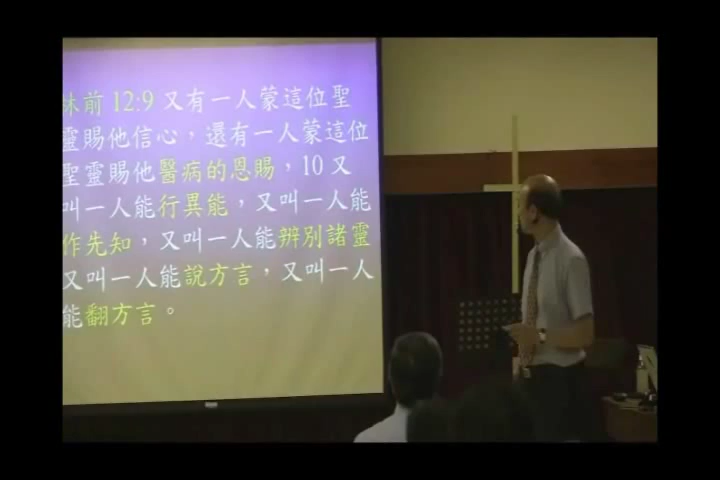 林前 12:9 又有一人蒙這位聖
靈賜他信心，還有一人蒙這位
聖靈賜他醫病的恩賜，10 又
叫一人能行異能，又叫一人能
作先知，又叫一人能辨別諸靈
又叫一人能說方言，又叫一人
能翻方言。